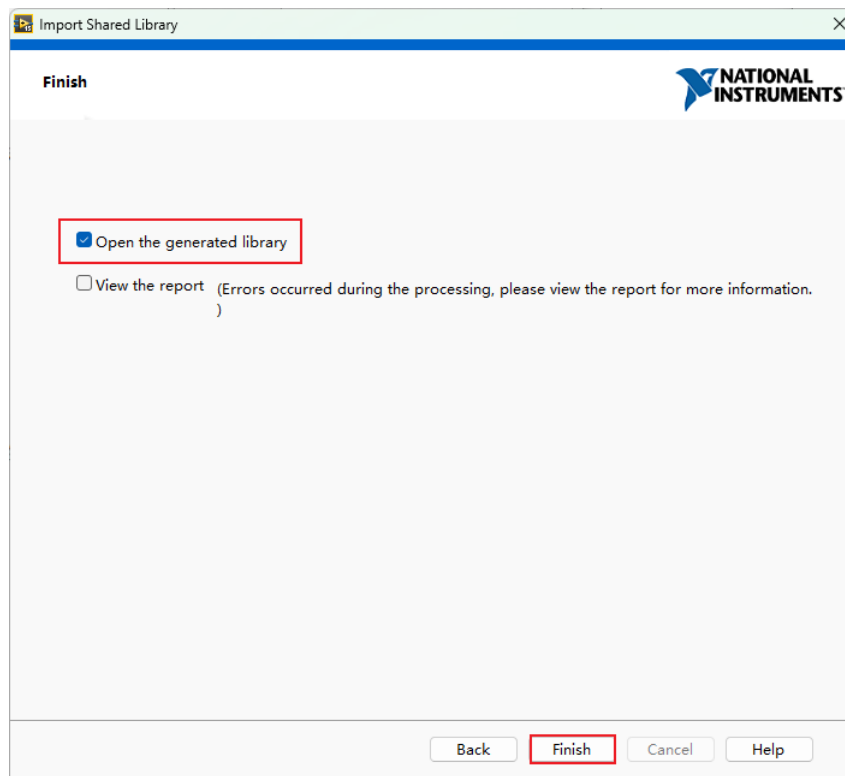 Import Shared Library
Finish
NATIONAL
INSTRUMENTS
Open the generated library
View the report (Errors occurred during the processing, please view the report for more information.
)
Back Finish Cancel Help